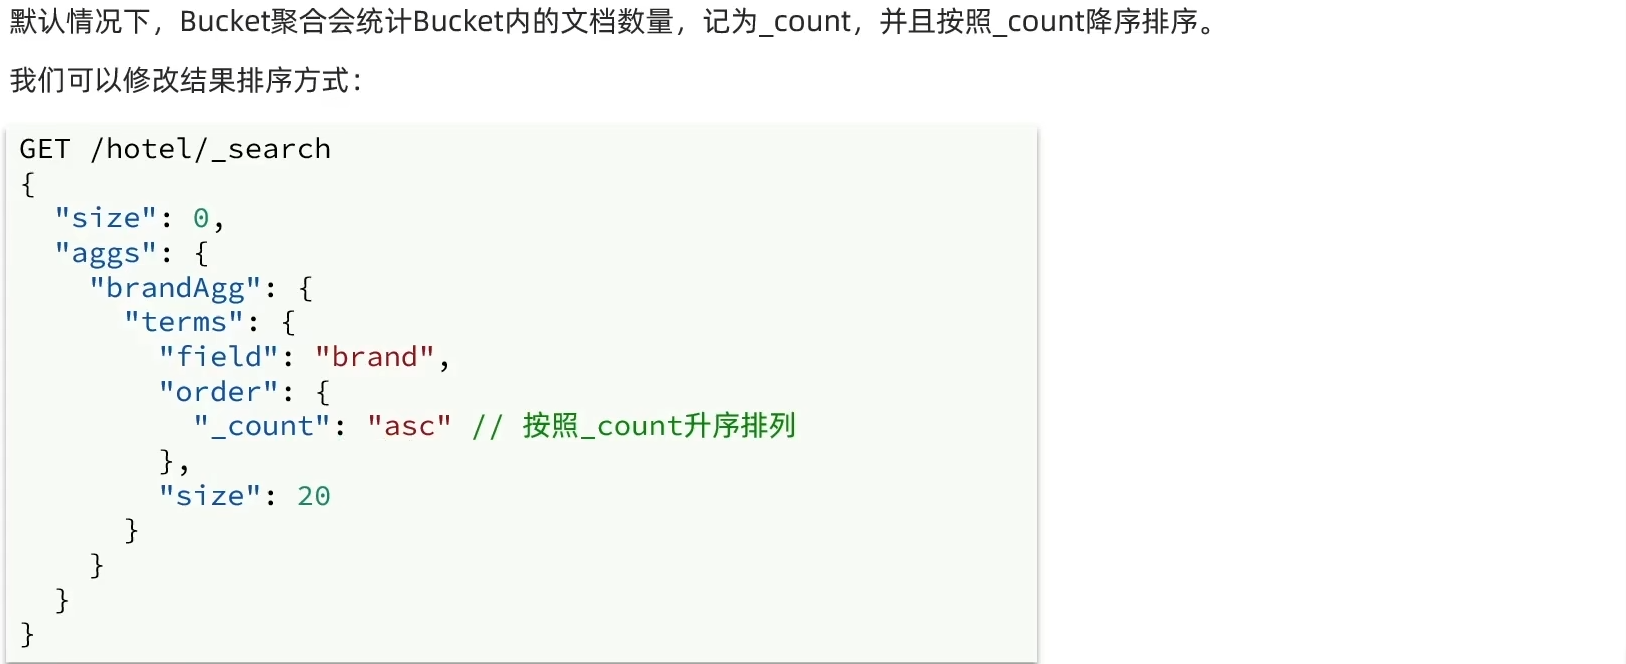 默认情况下，Bucket聚合会统计Bucket内的文档数量，记为_count，并且按照_count降序排序。
我们可以修改结果排序方式：
GET /hotel/_search
{
  "size": 0,
  "aggs": {
    "brandAgg": {
      "terms": {
        "field": "brand",
        "order": {
          "_count": "asc" // 按照_count升序排列
        },
        "size": 20
      }
    }
  }
}